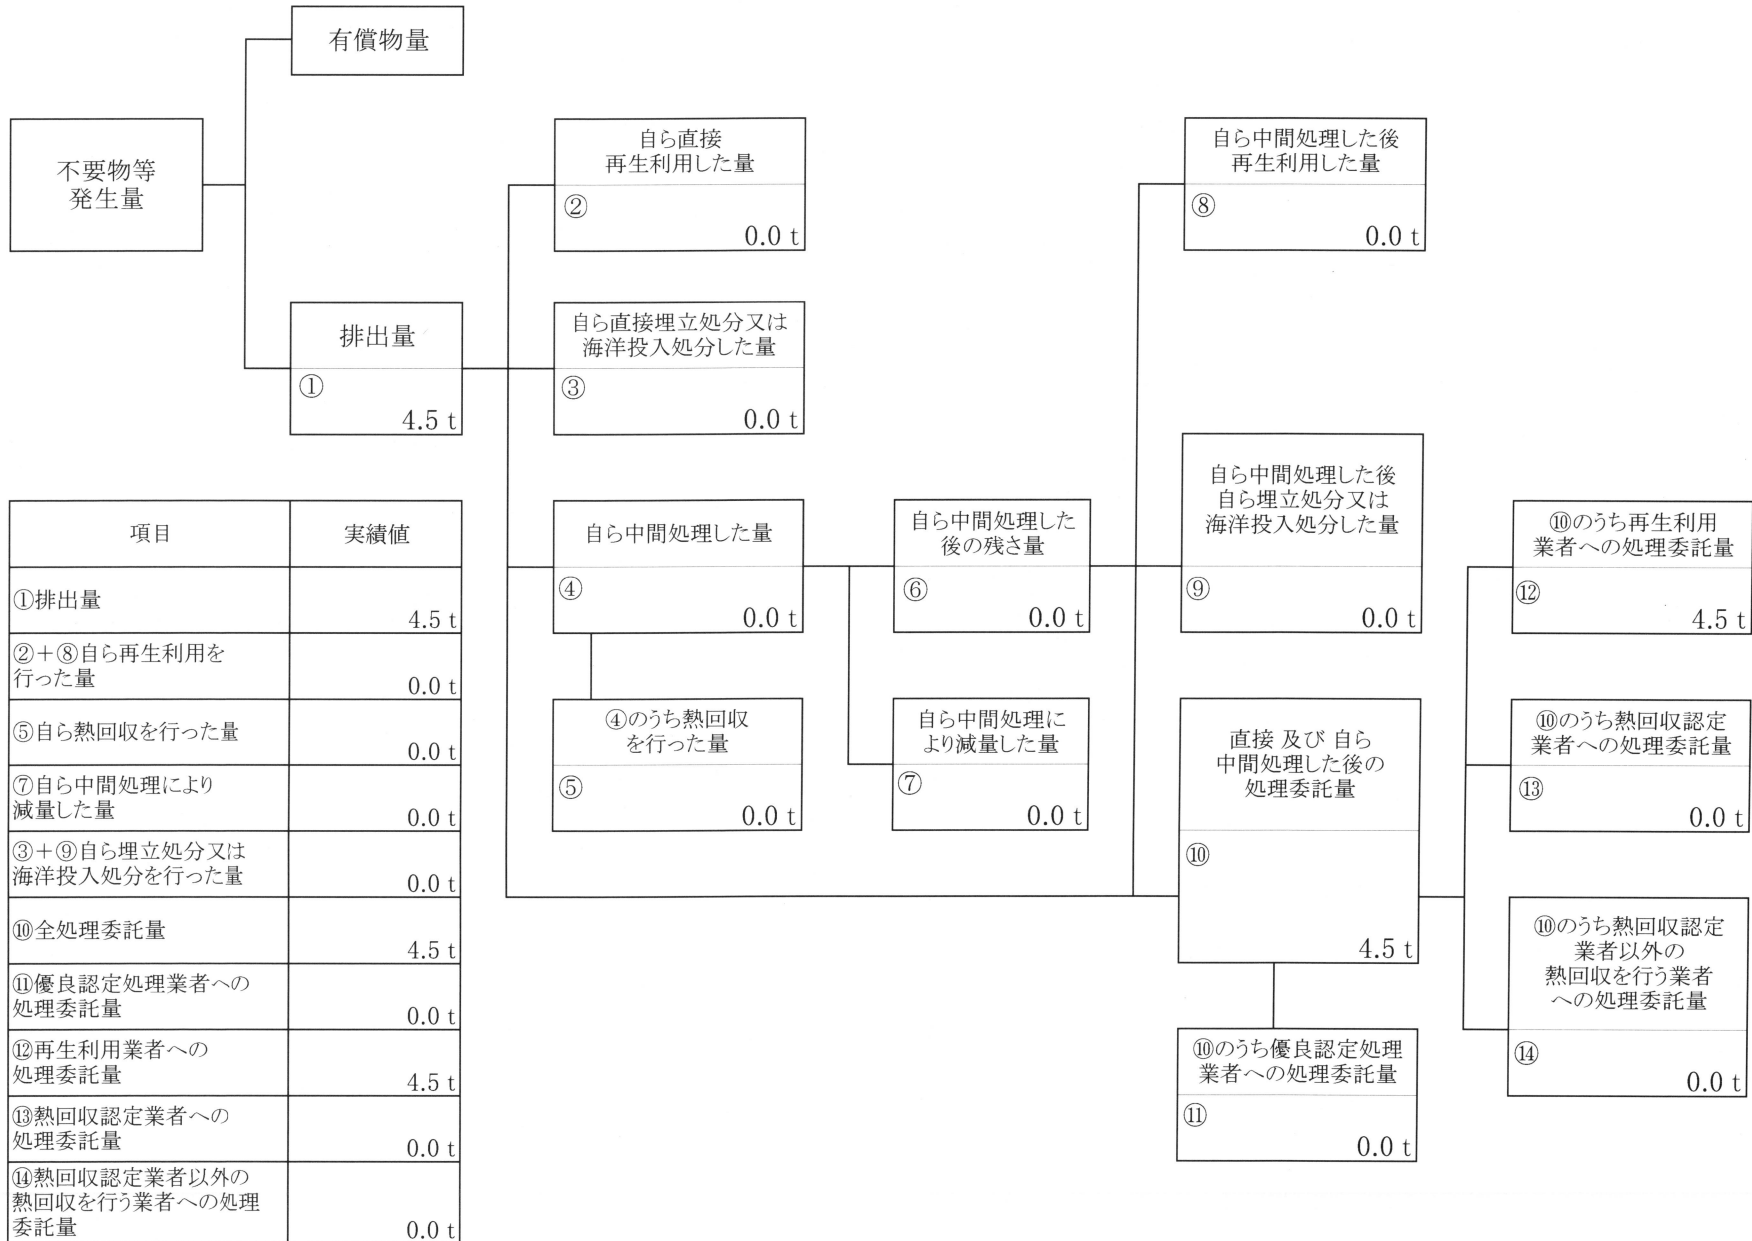 有償物量
不要物等
発生量
自ら直接
再生利用した量
②
0.0 t
自ら中間処理した後
再生利用した量
⑧
0.0 t
排出量
①
4.5 t
自ら直接埋立処分又は
海洋投入処分した量
③
0.0 t
自ら中間処理した量
④
0.0 t
自ら中間処理した
後の残さ量
⑥
0.0 t
自ら中間処理した後
自ら埋立処分又は
海洋投入処分した量
⑨
0.0 t
⑩のうち再生利用
業者への処理委託量
⑫
4.5 t
④のうち熱回収
を行った量
⑤
0.0 t
自ら中間処理に
より減量した量
⑦
0.0 t
直接 及び 自ら
中間処理した後の
処理委託量
⑩
4.5 t
⑩のうち熱回収認定
業者への処理委託量
⑬
0.0 t
⑩のうち熱回収認定
業者以外の
熱回収を行う業者
への処理委託量
⑭
0.0 t
⑩のうち優良認定処理
業者への処理委託量
⑪
0.0 t
項目 実績値
①排出量
4.5 t
②+⑧自ら再生利用を
行った量
0.0 t
⑤自ら熱回収を行った量
0.0 t
⑦自ら中間処理により
減量した量
0.0 t
③+⑨自ら埋立処分又は
海洋投入処分を行った量
0.0 t
⑩全処理委託量
4.5 t
⑪優良認定処理業者への
処理委託量
0.0 t
⑫再生利用業者への
処理委託量
4.5 t
⑬熱回収認定業者への
処理委託量
0.0 t
⑭熱回収認定業者以外の
熱回収を行う業者への処理
委託量
0.0 t